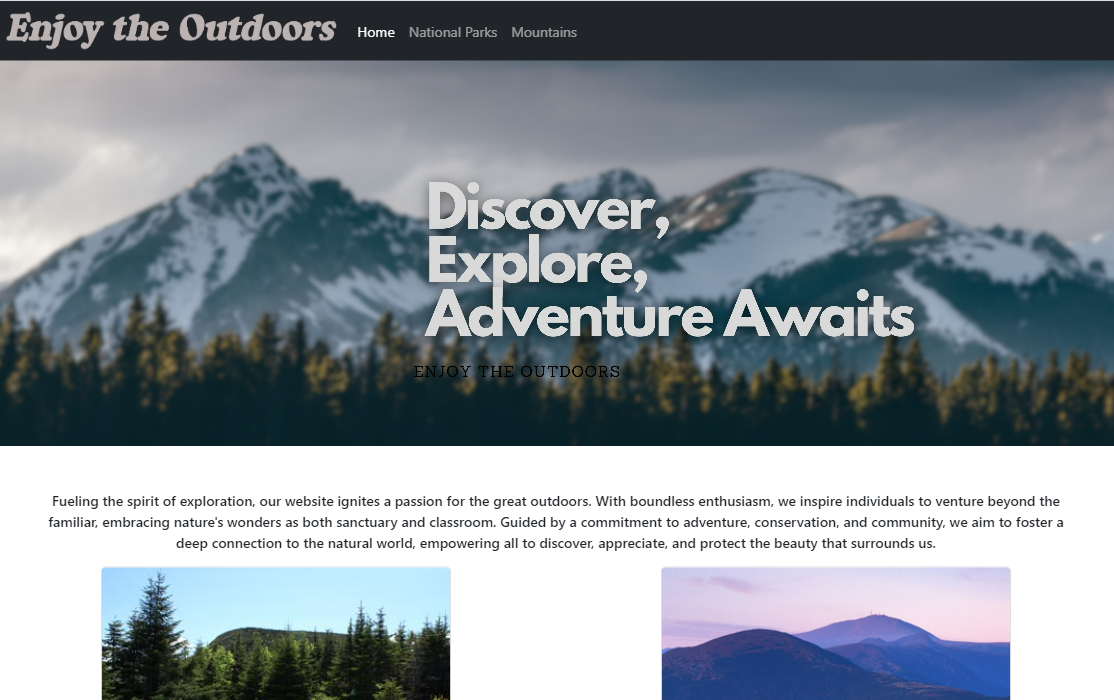 Enjoy the Outdoors Home National Parks Mountains
Discover,
Explore,
Adventure Awaits
ENJOY THE OUTDOORS
Fueling the spirit of exploration, our website ignites a passion for the great outdoors. With boundless enthusiasm, we inspire individuals to venture beyond the
familiar, embracing nature's wonders as both sanctuary and classroom. Guided by a commitment to adventure, conservation, and community, we aim to foster a
deep connection to the natural world, empowering all to discover, appreciate, and protect the beauty that surrounds us.